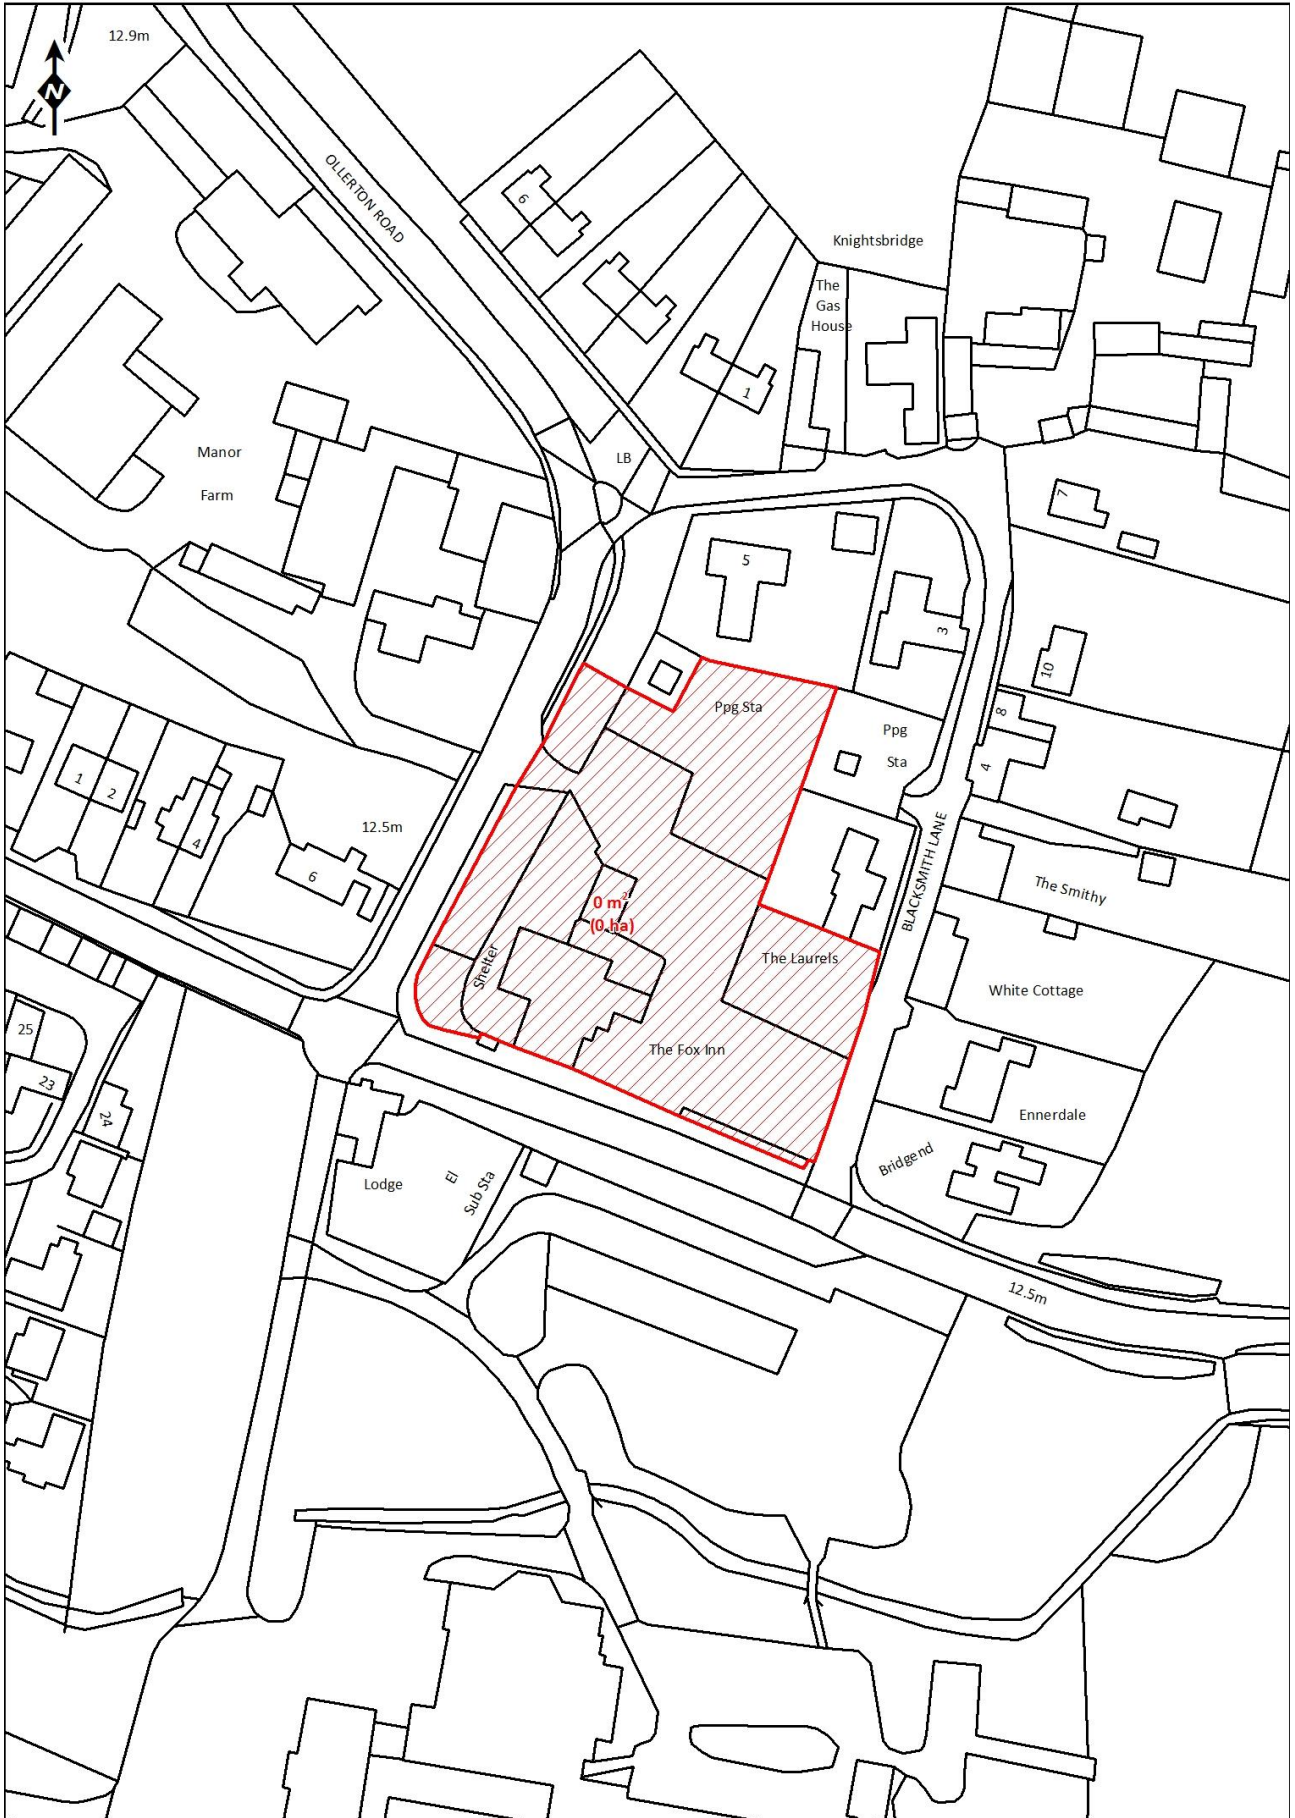 12.9m
N
OLLERTON ROAD
6
Knightsbridge
The
Gas
House
1
Manor
Farm
LB
7
5
3
10
Ppg Sta
8
Ppg
Sta
4
1
2
4
12.5m
6
BLACKSMITH LANE
The Smithy
0 m²
(0 ha)
Shelter
The Laurels
White Cottage
25
The Fox Inn
23
24
Ennerdale
Bridgend
Lodge
El
Sub Sta
12.5m